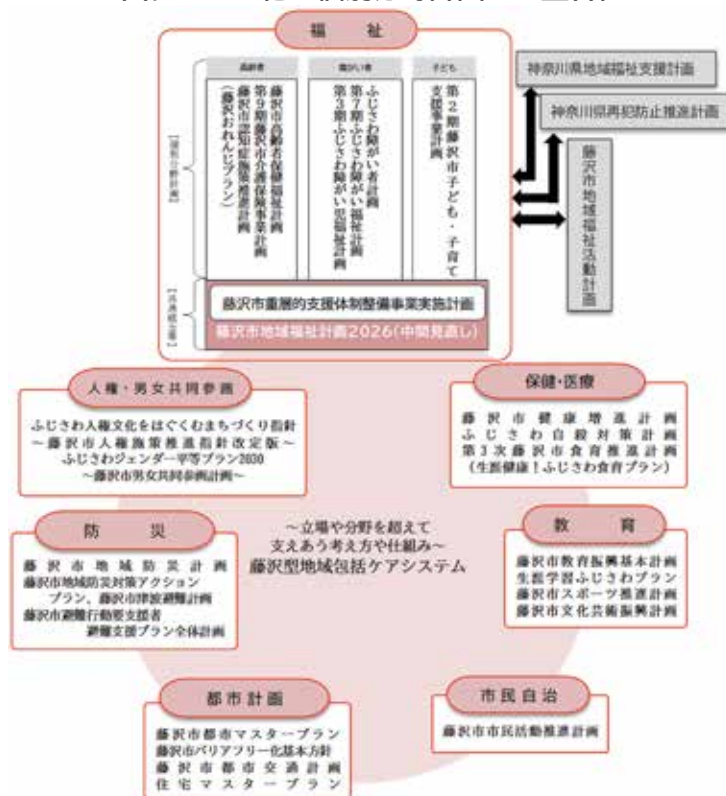 福祉
高齢者
障がい者
子ども
藤沢市高齢者保健福祉計画
第9期藤沢市介護保険事業計画
藤沢市認知症施策推進計画
(藤沢おれんじプラン)
ふじさわ障がい者計画
第7期ふじさわ障がい福祉計画
第3期ふじさわ障がい児福祉計画
第2期藤沢市子ども・子育て
支援事業計画
藤沢市重層的支援体制整備事業実施計画
藤沢市地域福祉計画2026(中間見直し)
神奈川県地域福祉支援計画
神奈川県再犯防止推進計画
藤沢市地域福祉活動計画
人権・男女共同参画
ふじさわ人権文化をはぐくむまちづくり指針
～藤沢市人権施策推進指針改定版～
ふじさわジェンダー平等プラン2030
～藤沢市男女共同参画計画～
保健・医療
藤沢市健康増進計画
ふじさわ自殺対策計画
第3次藤沢市食育推進計画
(生涯健康!ふじさわ食育プラン)
防災
藤沢市地域防災計画
藤沢市地域防災対策アクション
プラン、藤沢市津波避難計画
藤沢市避難行動要支援者
避難支援プラン全体計画
～立場や分野を超えて
支えあう考え方や仕組み～
藤沢型地域包括ケアシステム
教育
藤沢市教育振興基本計画
生涯学習ふじさわプラン
藤沢市スポーツ推進計画
藤沢市文化芸術振興計画
都市計画
藤沢市都市マスタープラン
藤沢市バリアフリー化基本方針
藤沢市都市交通計画
住宅マスタープラン
市民自治
藤沢市市民活動推進計画